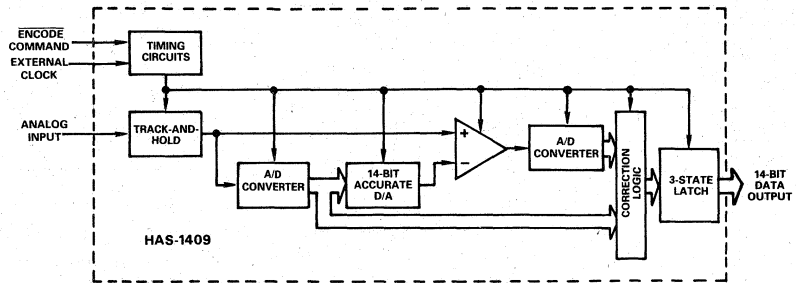 ENCODE
COMMAND
EXTERNAL
CLOCK
TIMING
CIRCUITS
ANALOG
INPUT
TRACK-AND-
HOLD
+
−
A/D
CONVERTER
14-BIT
ACCURATE
D/A
A/D
CONVERTER
CORRECTION
LOGIC
3-STATE
LATCH
14-BIT
DATA
OUTPUT
HAS-1409